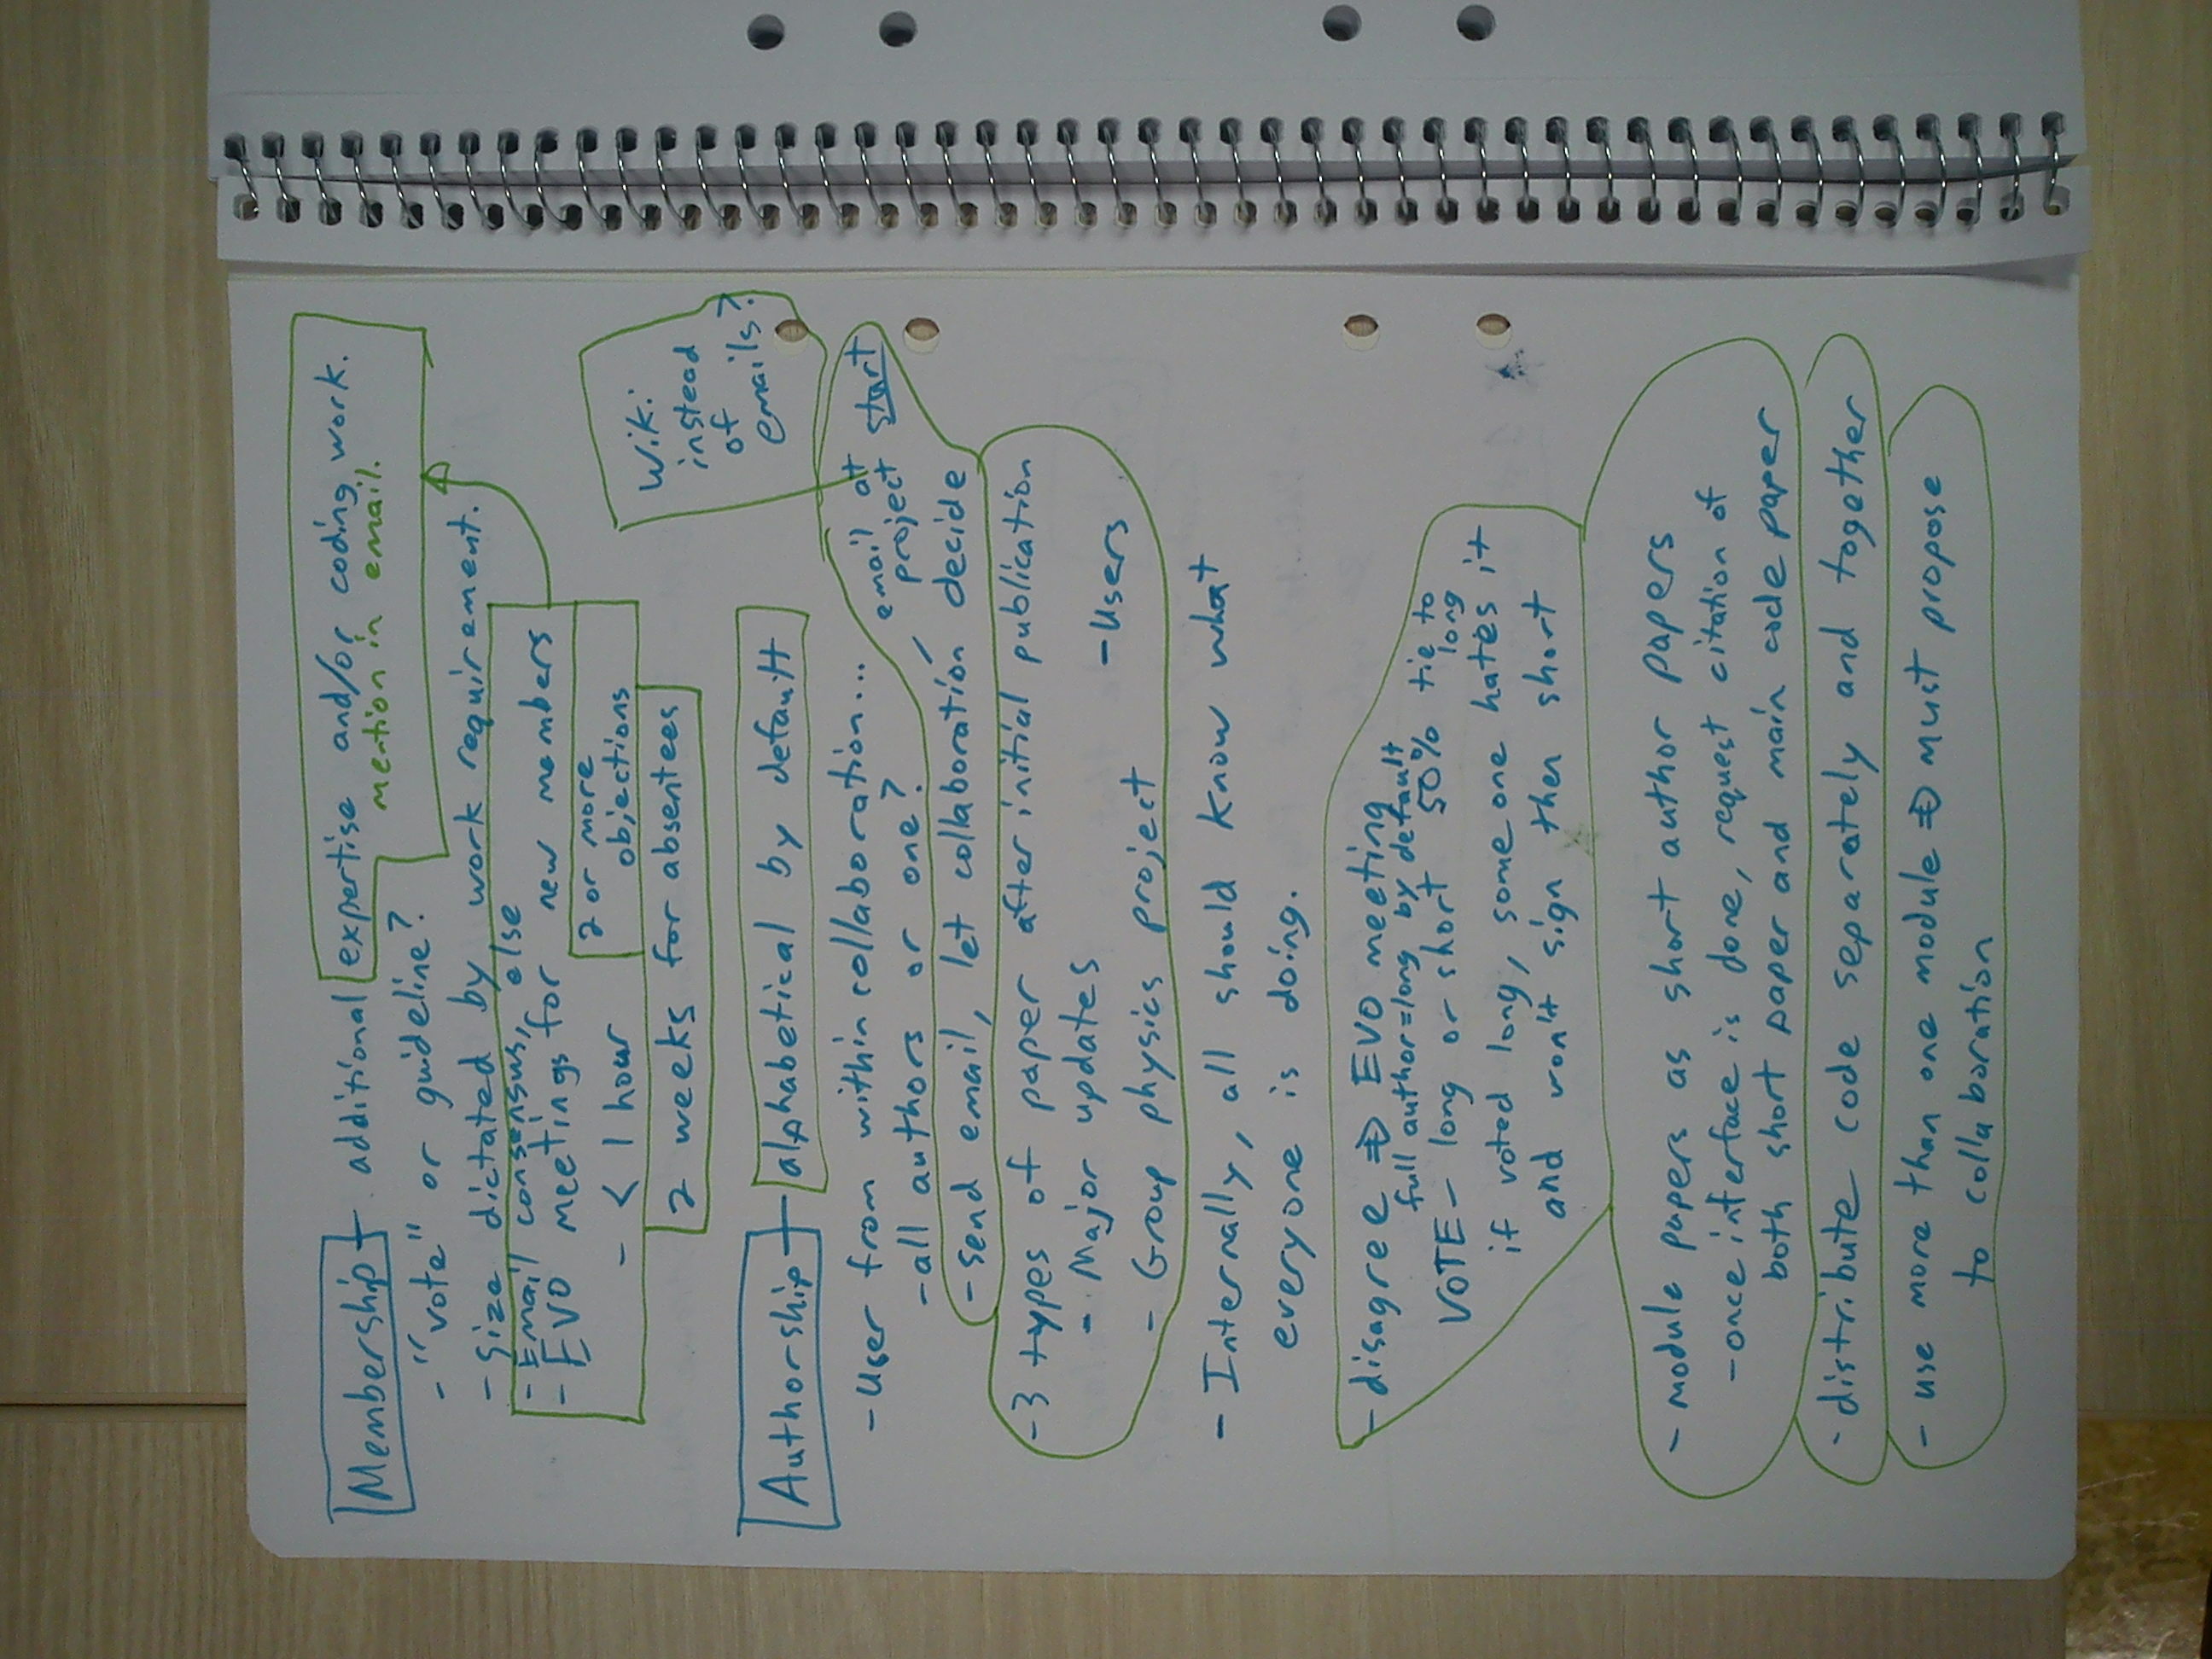 Membership - additional expertise and/or coding work.
mention in email.
- "vote" or guideline?
- Size dictated by work requirement.
- Email consensus, else
- EVO meetings for new members
- < 1 hour
2 or more
objections
2 weeks for absentees
Wiki
instead
of
emails?
Authorship - alphabetical by default
- User from within collaboration...
- all authors or one?
email at
project start
- send email, let collaboration decide
- 3 types of paper after initial publication
- Major updates
- Users
- Group physics project
- Internally, all should know what
everyone is doing.
- disagree ⇒ EVO meeting
full author = long by default
VOTE - long or short 50% tie to
long
if voted long, someone hates it
and won't sign then short
- module papers as short author papers
- once interface is done, request citation of
both short paper and main code paper
- distribute code separately and together
- use more than one module ⇒ must propose
to collaboration